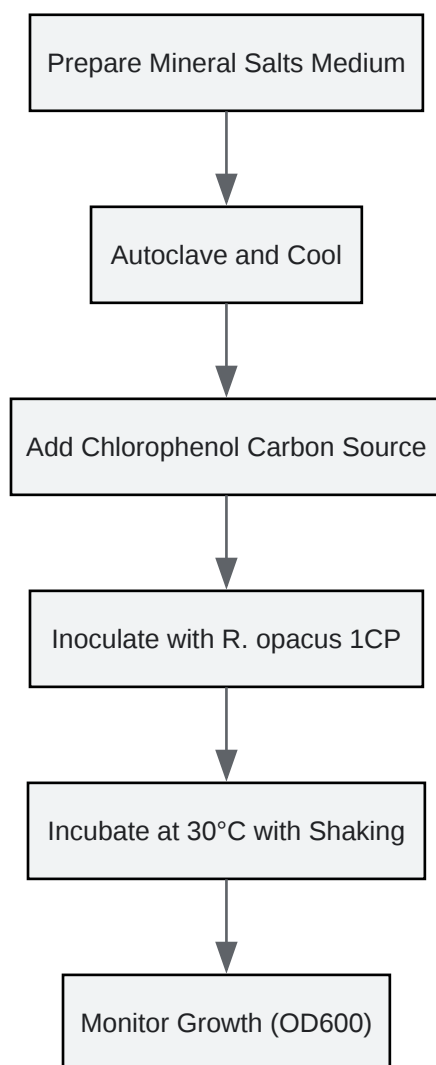 Prepare Mineral Salts Medium
Autoclave and Cool
Add Chlorophenol Carbon Source
Inoculate with R. opacus 1CP
Incubate at 30°C with Shaking
Monitor Growth (OD600)